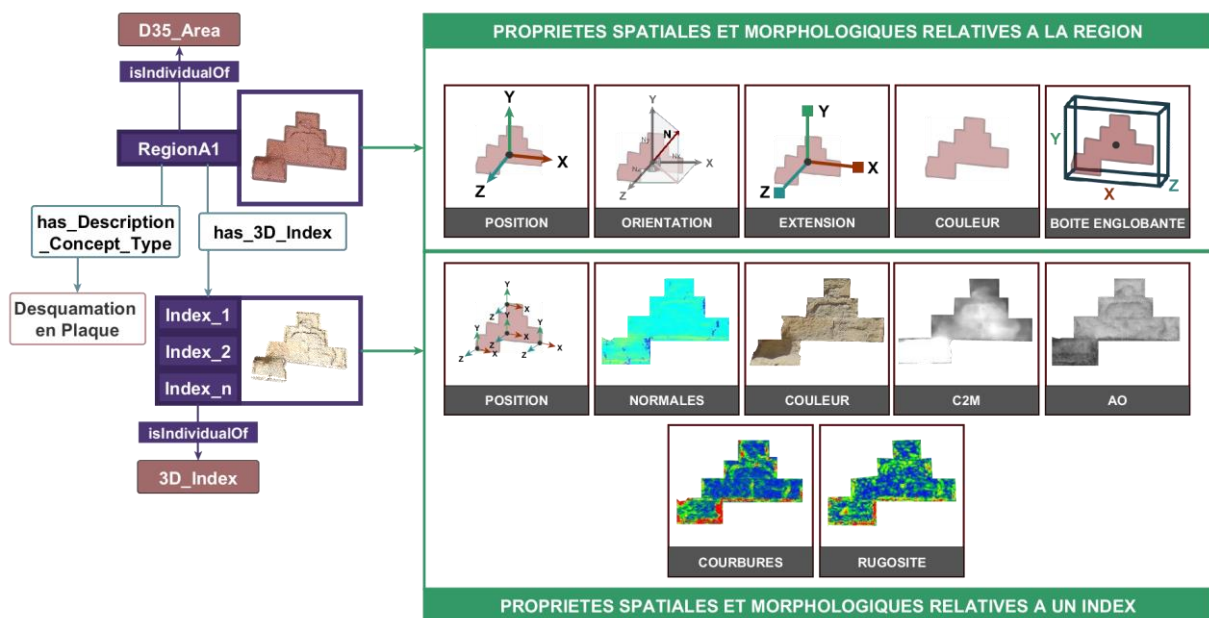 D35_Area
isIndividualOf
RegionA1
has_Description
_Concept_Type
has_3D_Index
Desquamation
en Plaque
Index_1
Index_2
Index_n
isIndividualOf
3D_Index
PROPRIETES SPATIALES ET MORPHOLOGIQUES RELATIVES A LA REGION
Y
X
Z
POSITION
Y
N
X
Z
ORIENTATION
Y
X
Z
EXTENSION
COULEUR
Y
X
Z
BOITE ENGLOBANTE
Y
X
Z
Y
X
Z
Y
X
Z
Y
X
Z
POSITION
NORMALES
COULEUR
C2M
AO
COURBURES
RUGOSITE
PROPRIETES SPATIALES ET MORPHOLOGIQUES RELATIVES A UN INDEX